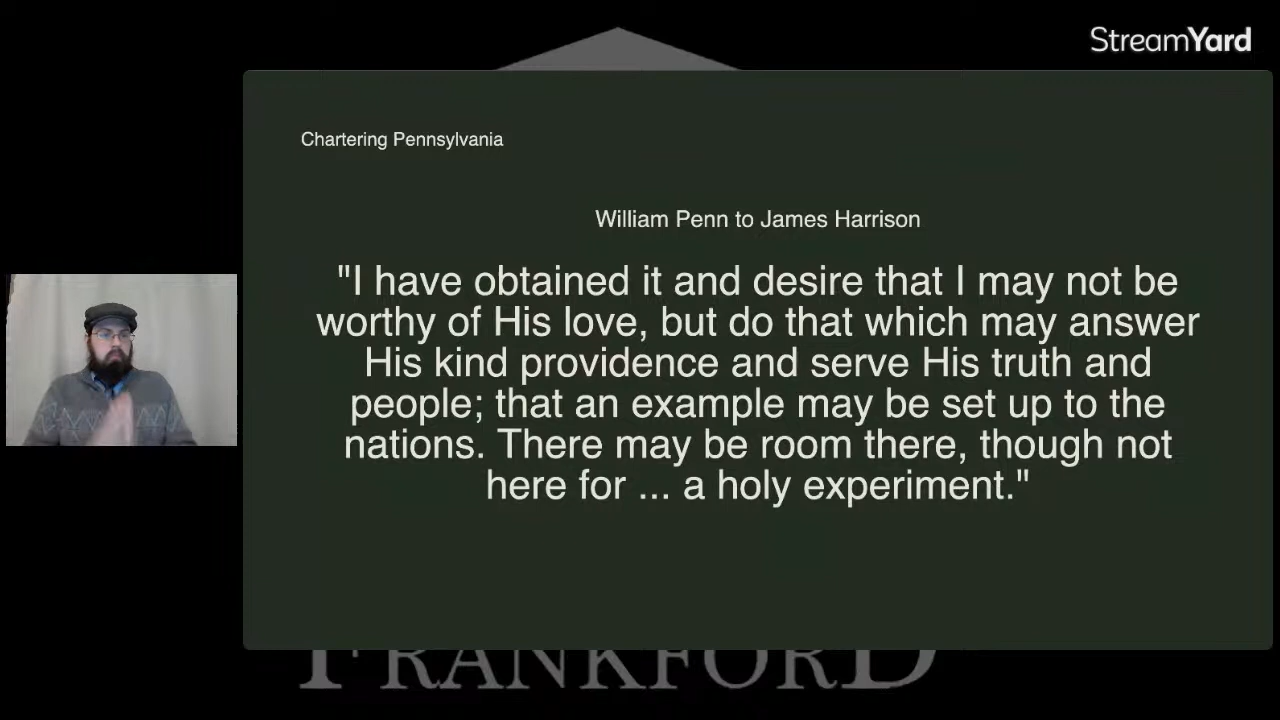 StreamYard
Chartering Pennsylvania
William Penn to James Harrison
"I have obtained it and desire that I may not be
worthy of His love, but do that which may answer
His kind providence and serve His truth and
people; that an example may be set up to the
nations. There may be room there, though not
here for ... a holy experiment."
FRANKFORD